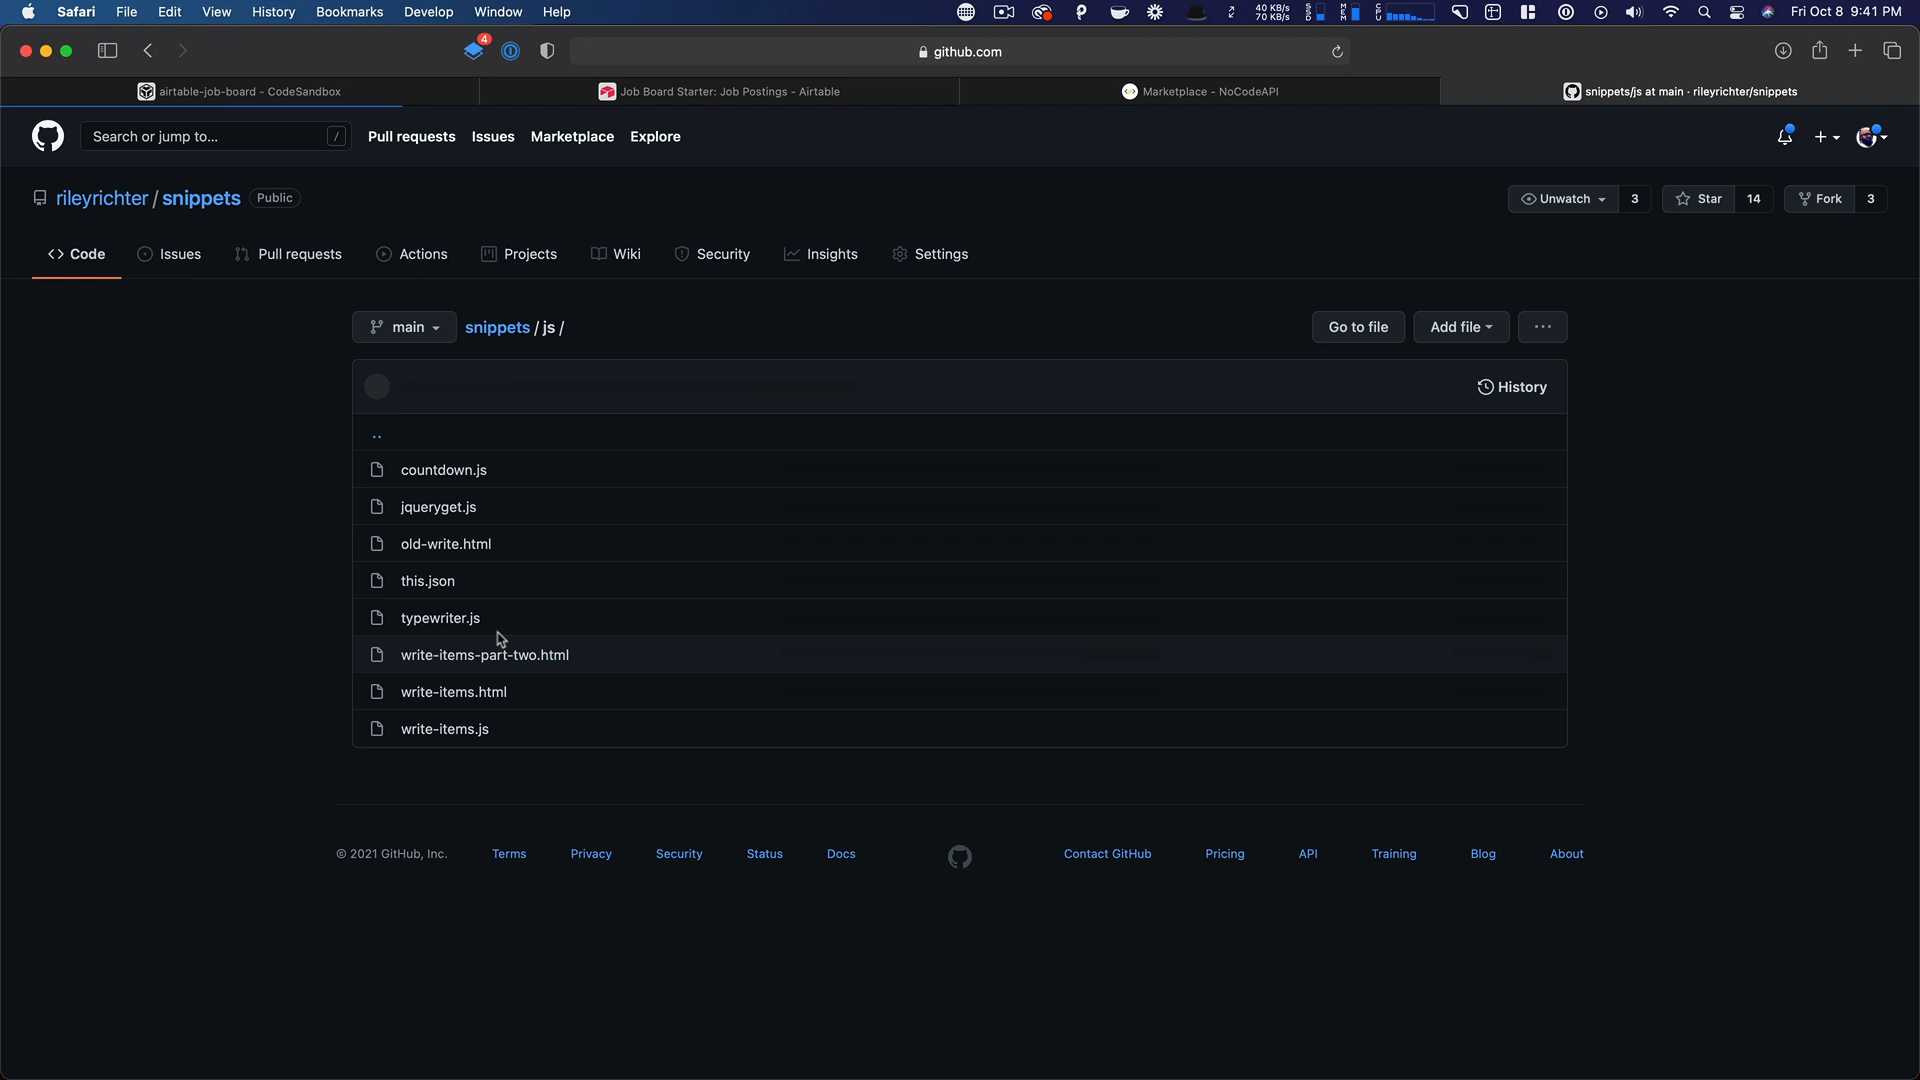 Safari File Edit View History Bookmarks Develop Window Help 40 KB/s 70 KB/s SSD MEM CPU Fri Oct 8 9:41 PM
4 github.com
airtable-job-board - CodeSandbox Job Board Starter: Job Postings - Airtable Marketplace - NoCodeAPI snippets/js at main · rileyrichter/snippets
Search or jump to... / Pull requests Issues Marketplace Explore
rileyrichter / snippets Public Unwatch 3 Star 14 Fork 3
Code Issues Pull requests Actions Projects Wiki Security Insights Settings
main snippets / js / Go to file Add file ...
History
..
countdown.js
jqueryget.js
old-write.html
this.json
typewriter.js
write-items-part-two.html
write-items.html
write-items.js
© 2021 GitHub, Inc. Terms Privacy Security Status Docs Contact GitHub Pricing API Training Blog About